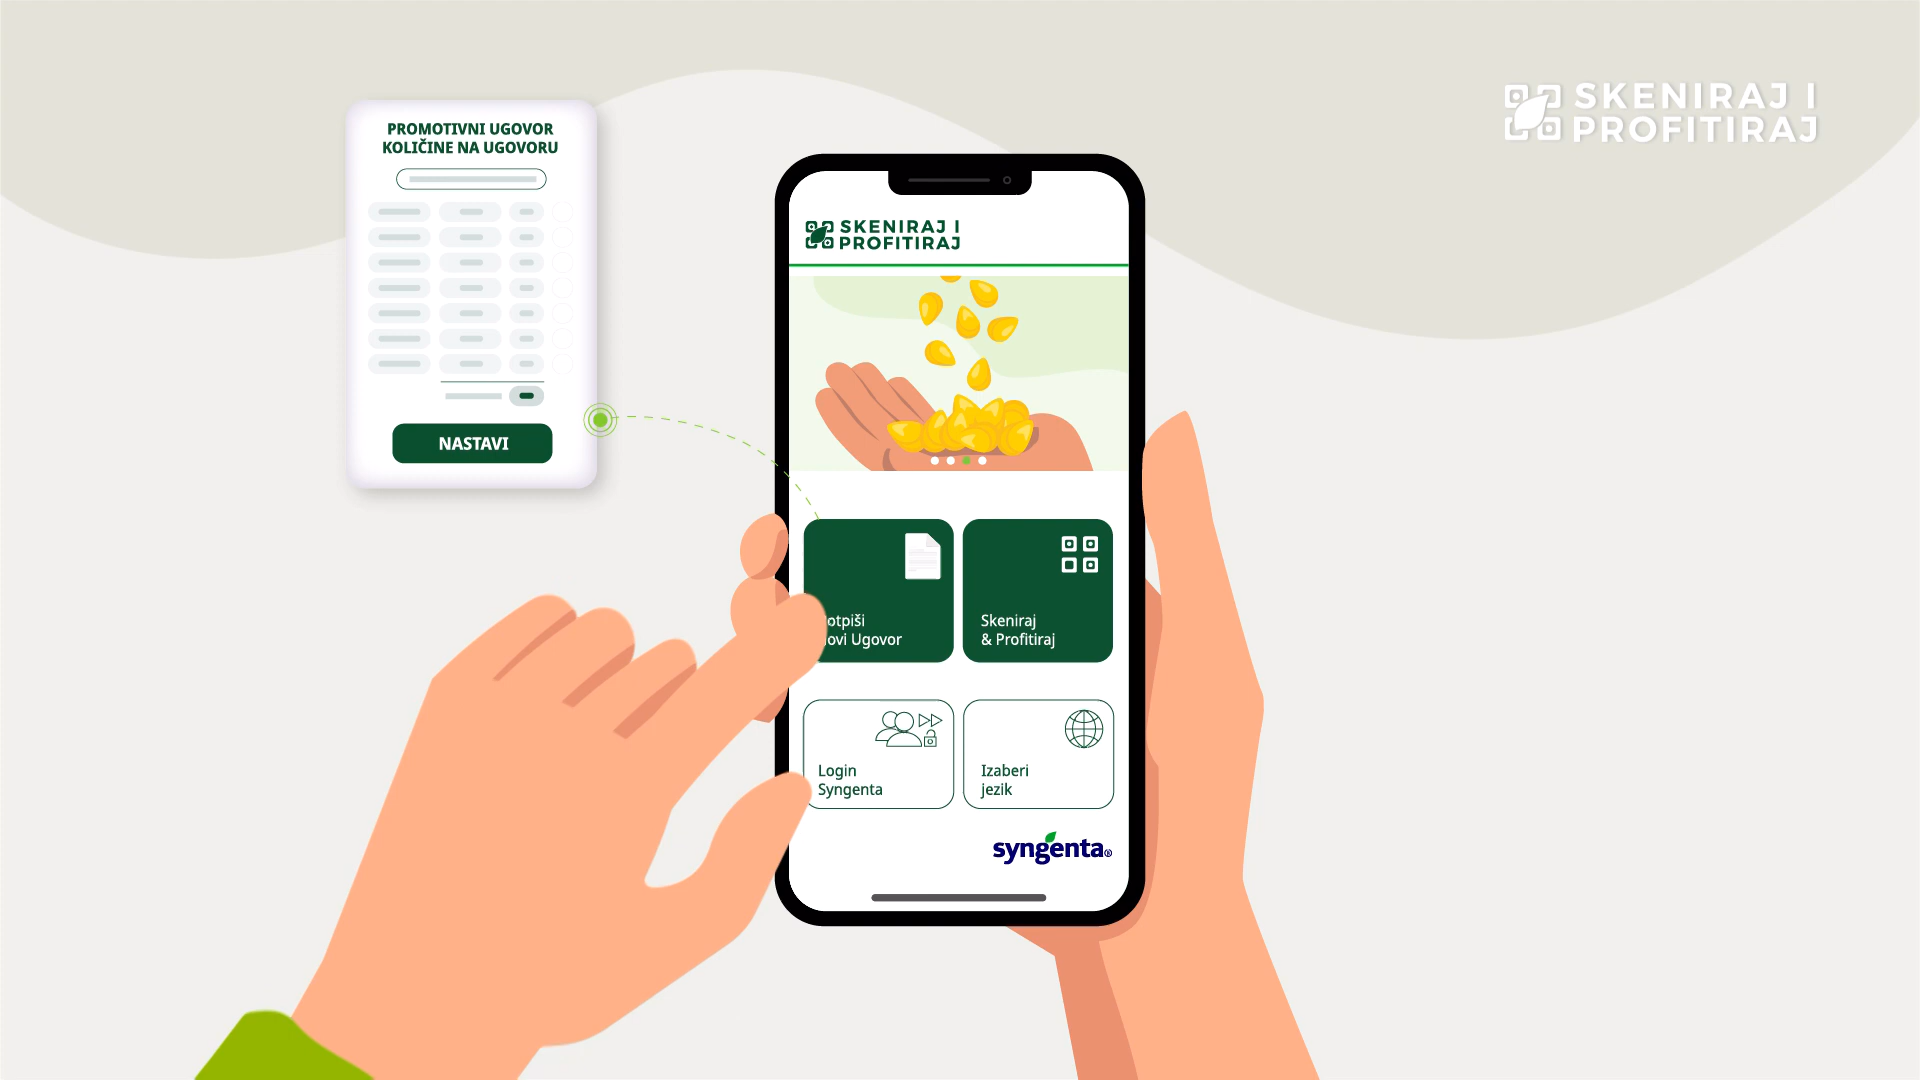 PROMOTIVNI UGOVOR
KOLIČINE NA UGOVORU
NASTAVI
SKENIRAJ I
PROFITIRAJ
SKENIRAJ I
PROFITIRAJ
otpiši
ovi Ugovor
Skeniraj
& Profitiraj
Login
Syngenta
Izaberi
jezik
syngenta®